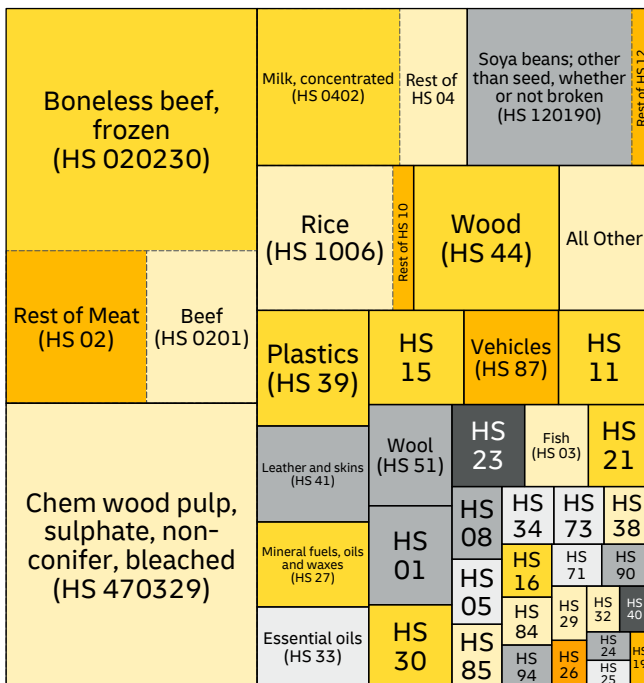 Boneless beef,
frozen
(HS 020230)
Rest of Meat
(HS 02)
Beef
(HS 0201)
Chem wood pulp,
sulphate, non-
conifer, bleached
(HS 470329)
Milk, concentrated
(HS 0402)
Rest of
HS 04
Soya beans; other
than seed, whether
or not broken
(HS 120190)
Rest of HS 12
Rice
(HS 1006)
Rest of HS 10
Wood
(HS 44)
All Other
Plastics
(HS 39)
HS
15
Vehicles
(HS 87)
HS
11
Leather and skins
(HS 41)
Wool
(HS 51)
HS
23
Fish
(HS 03)
HS
21
Mineral fuels, oils
and waxes
(HS 27)
HS
01
HS
08
HS
34
HS
73
HS
38
HS
05
HS
16
HS
71
HS
90
Essential oils
(HS 33)
HS
30
HS
85
HS
84
HS
29
HS
32
HS
40
HS
94
HS
26
HS
24
HS
25
HS
19